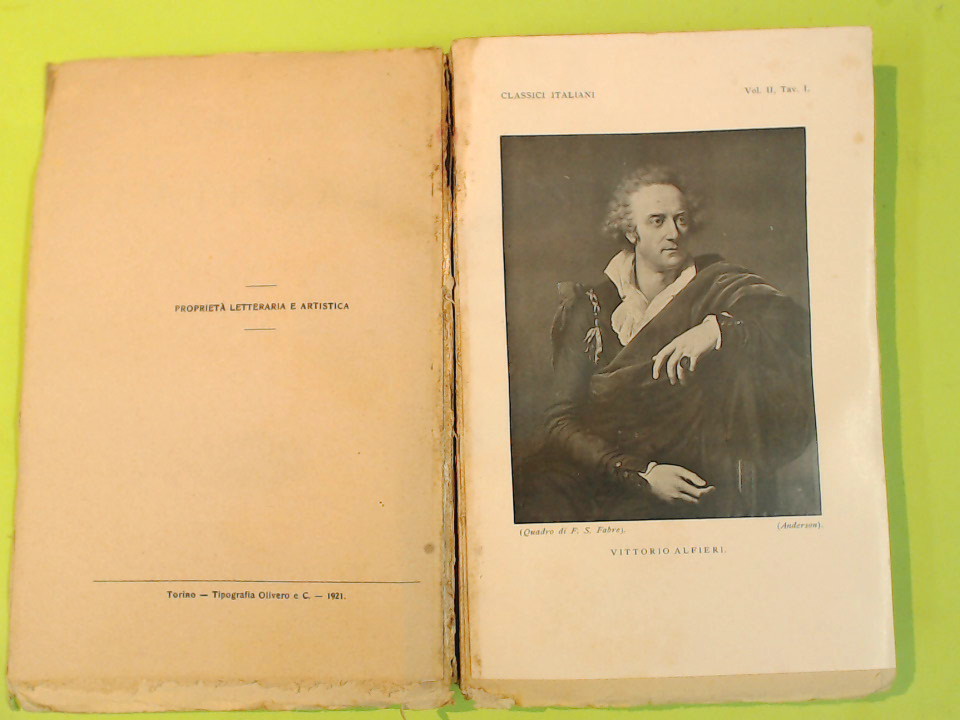 PROPRIETÀ LETTERARIA E ARTISTICA
Torino — Tipografia Olivero e C. — 1921.
CLASSICI ITALIANI
Vol. II, Tav. I.
(Quadro di F. S. Fabre).
(Anderson).
VITTORIO ALFIERI.